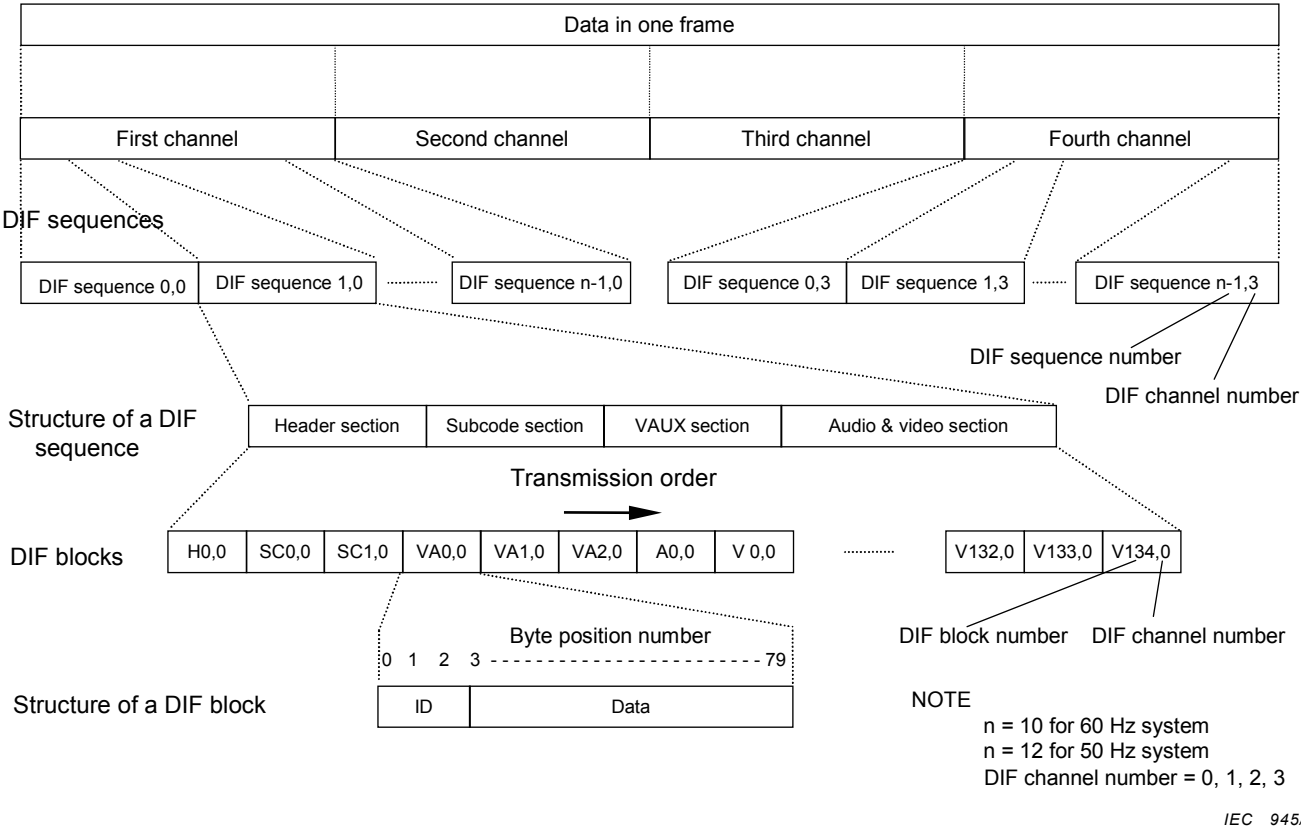 Data in one frame
First channel Second channel Third channel Fourth channel
DIF sequences
DIF sequence 0,0 DIF sequence 1,0 DIF sequence n-1,0 DIF sequence 0,3 DIF sequence 1,3 DIF sequence n-1,3
DIF sequence number
DIF channel number
Structure of a DIF
sequence
Header section Subcode section VAUX section Audio & video section
Transmission order
DIF blocks
H0,0 SC0,0 SC1,0 VA0,0 VA1,0 VA2,0 A0,0 V 0,0 V132,0 V133,0 V134,0
DIF block number DIF channel number
Byte position number
0 1 2 3 - - - - - - - - - - - - - - - - - - - - - - - - - - 79
Structure of a DIF block
ID Data
NOTE
n = 10 for 60 Hz system
n = 12 for 50 Hz system
DIF channel number = 0, 1, 2, 3
IEC 945